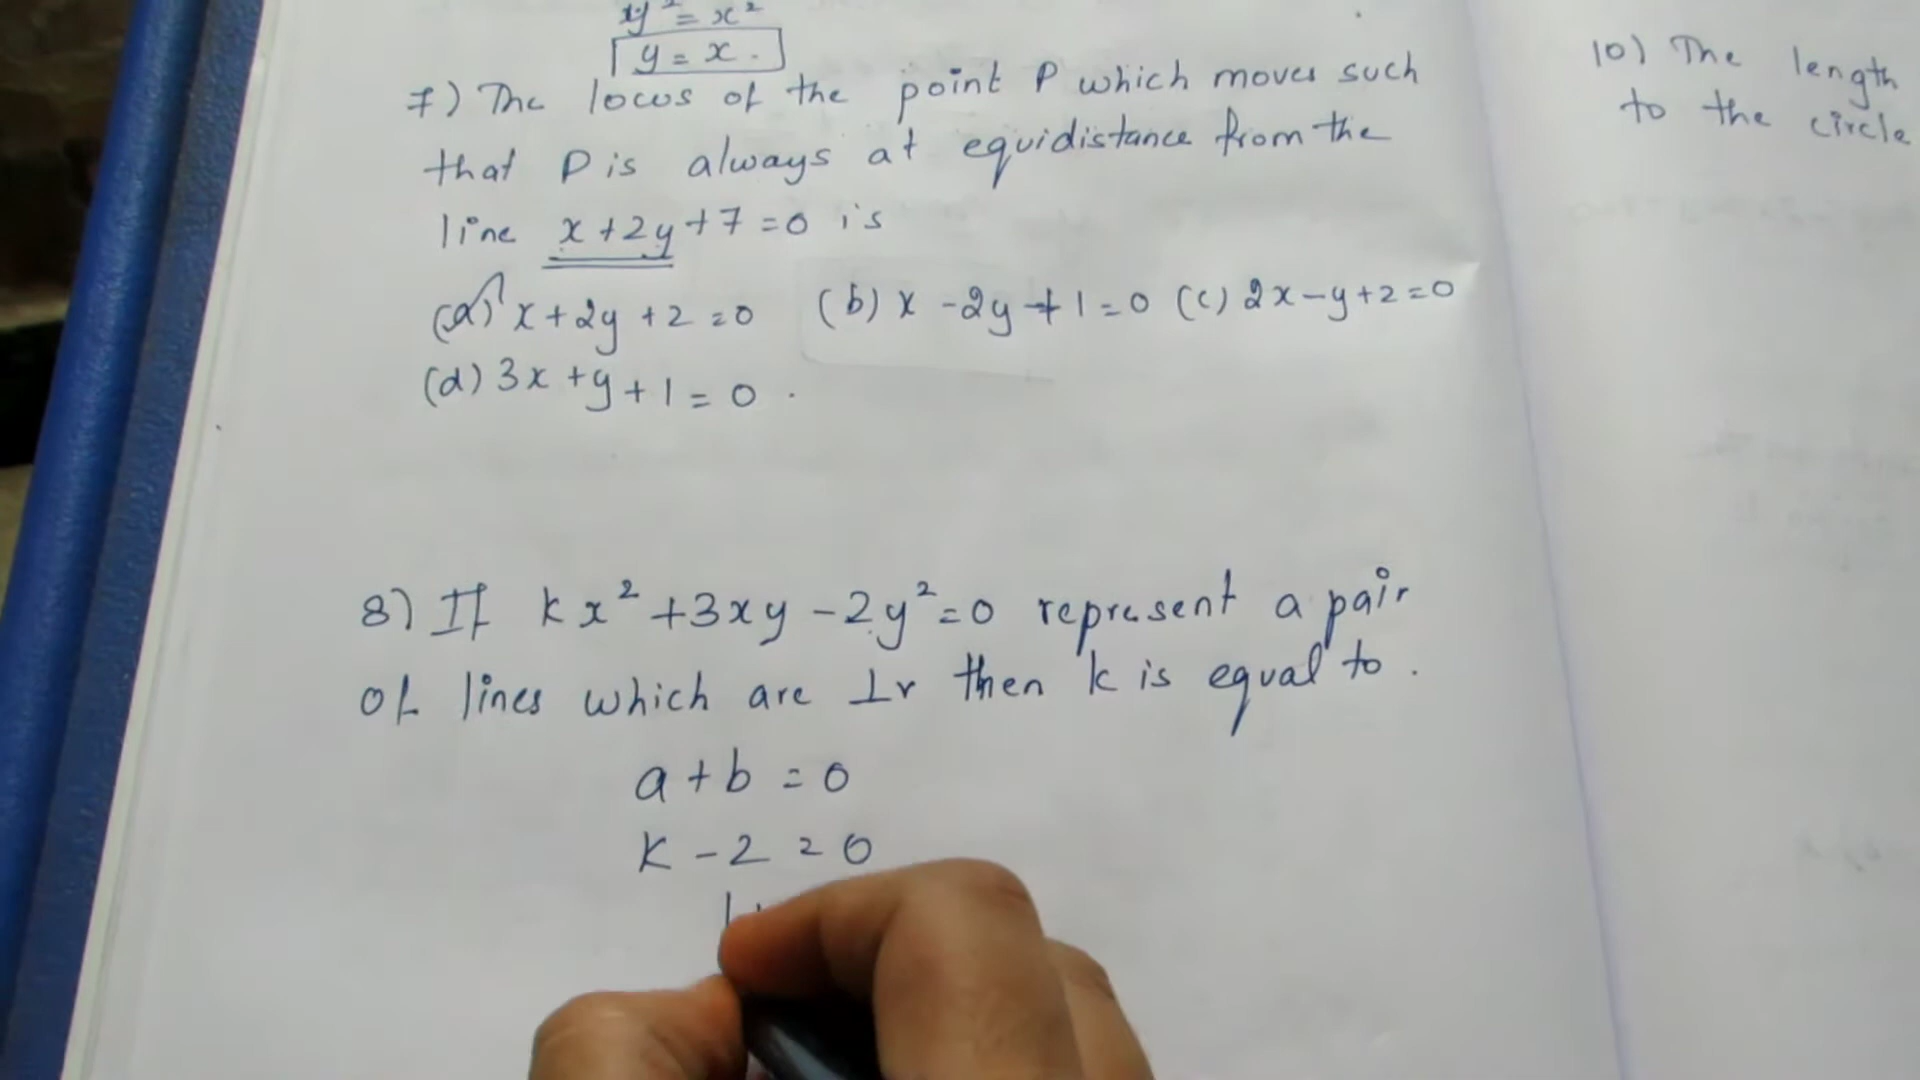 xy² = x²
y = x.
7) The locus of the point P which moves such
that P is always at equidistance from the
line x+2y+7=0 is
(a) x+2y+2=0 (b) x-2y+1=0 (c) 2x-y+2=0
(d) 3x+y+1=0.
8) If kx²+3xy-2y²=0 represent a pair
of lines which are ⊥r then k is equal to.
a+b=0
k-2=0
10) The length
to the circle